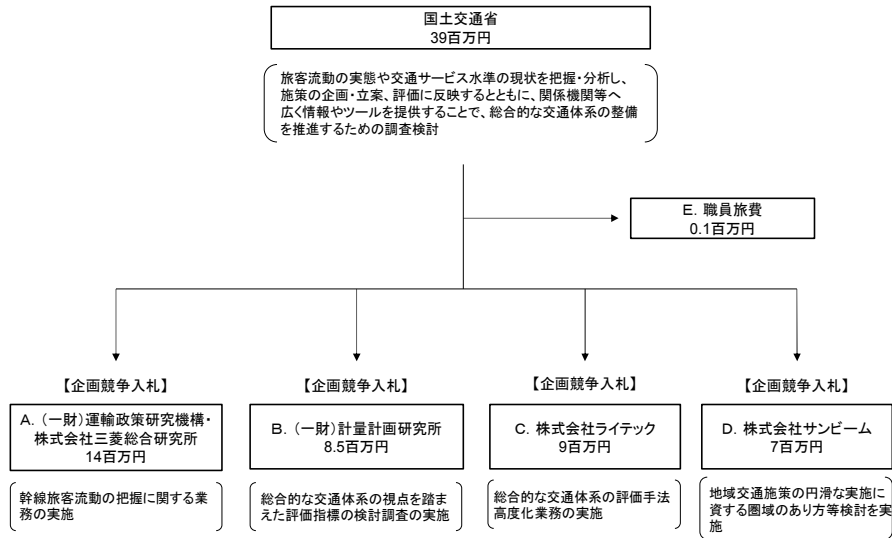 国土交通省
39百万円
旅客流動の実態や交通サービス水準の現状を把握・分析し、
施策の企画・立案、評価に反映するとともに、関係機関等へ
広く情報やツールを提供することで、総合的な交通体系の整備
を推進するための調査検討
E. 職員旅費
0.1百万円
【企画競争入札】
A. (一財)運輸政策研究機構・
株式会社三菱総合研究所
14百万円
幹線旅客流動の把握に関する業
務の実施
【企画競争入札】
B. (一財)計量計画研究所
8.5百万円
総合的な交通体系の視点を踏ま
えた評価指標の検討調査の実施
【企画競争入札】
C. 株式会社ライテック
9百万円
総合的な交通体系の評価手法
高度化業務の実施
【企画競争入札】
D. 株式会社サンビーム
7百万円
地域交通施策の円滑な実施に
資する圏域のあり方等検討を実
施